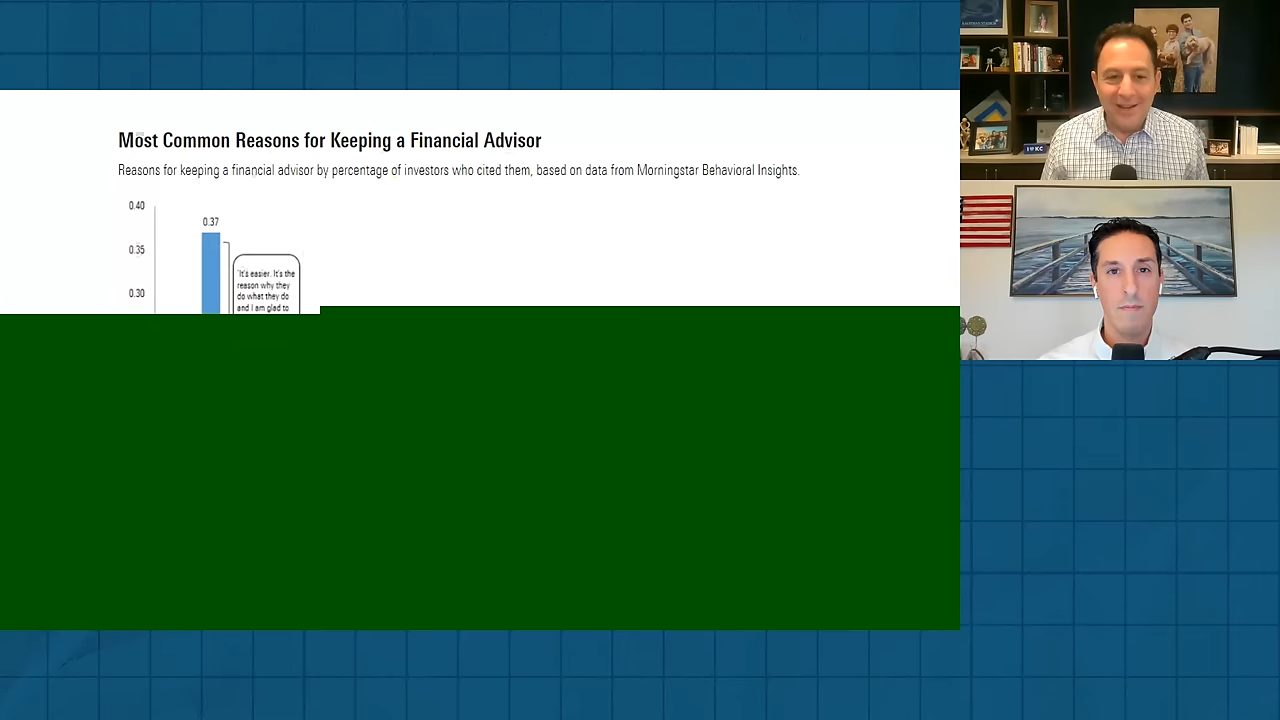 Most Common Reasons for Keeping a Financial Advisor
Reasons for keeping a financial advisor by percentage of investors who cited them, based on data from Morningstar Behavioral Insights.
0.40
0.37
0.35
"It's easier. It's the
reason why they
do what they do
0.30
and I am glad to
I ♥ KC